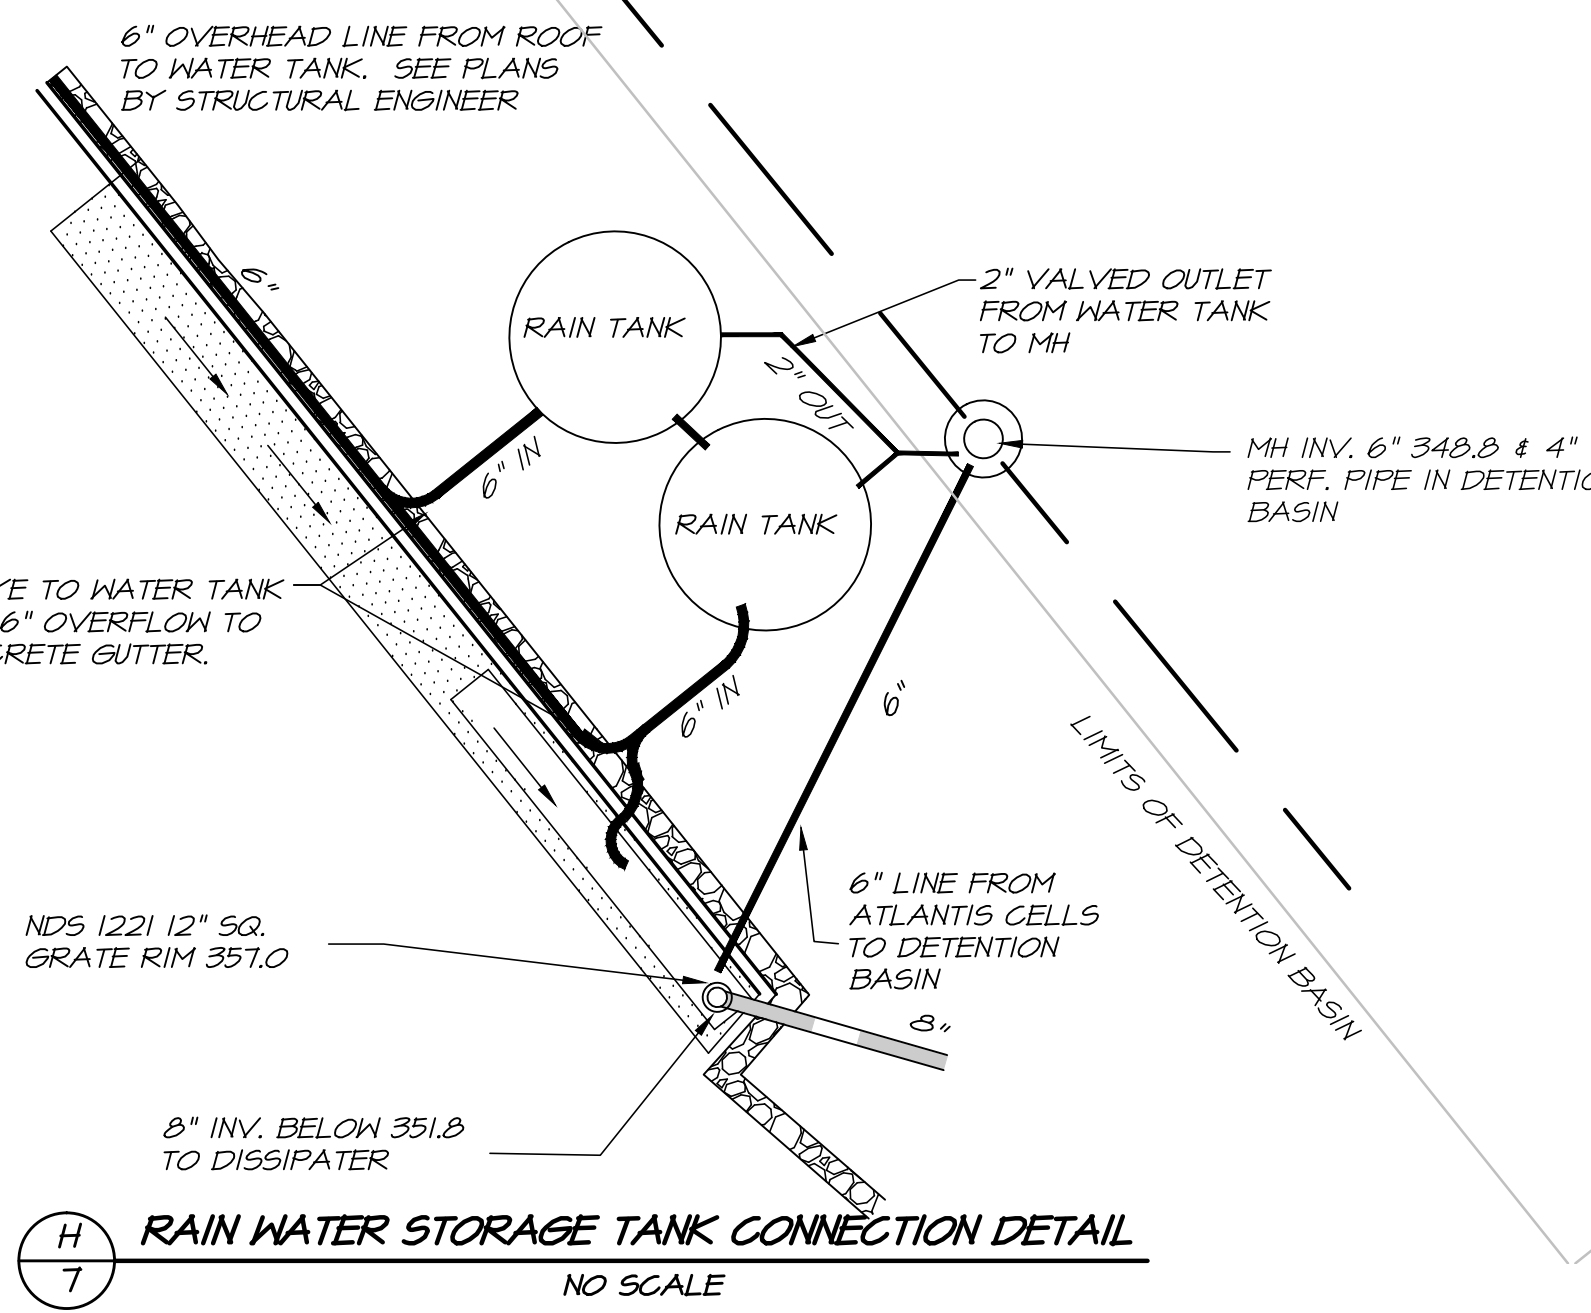 6" OVERHEAD LINE FROM ROOF
TO WATER TANK. SEE PLANS
BY STRUCTURAL ENGINEER
6"
RAIN TANK
2" VALVED OUTLET
FROM WATER TANK
TO MH
2" OUT
6" IN
MH INV. 6" 348.8 & 4"
PERF. PIPE IN
BASIN
RAIN TANK
TO WATER TANK
6" OVERFLOW TO
GUTTER.
6" IN
6"
LIMITS OF DETENTION BASIN
6" LINE FROM
ATLANTIS CELLS
TO DETENTION
BASIN
NDS 1221 12" SQ.
GRATE RIM 357.0
8"
8" INV. BELOW 351.8
TO DISSIPATER
H
7
RAIN WATER STORAGE TANK CONNECTION DETAIL
NO SCALE